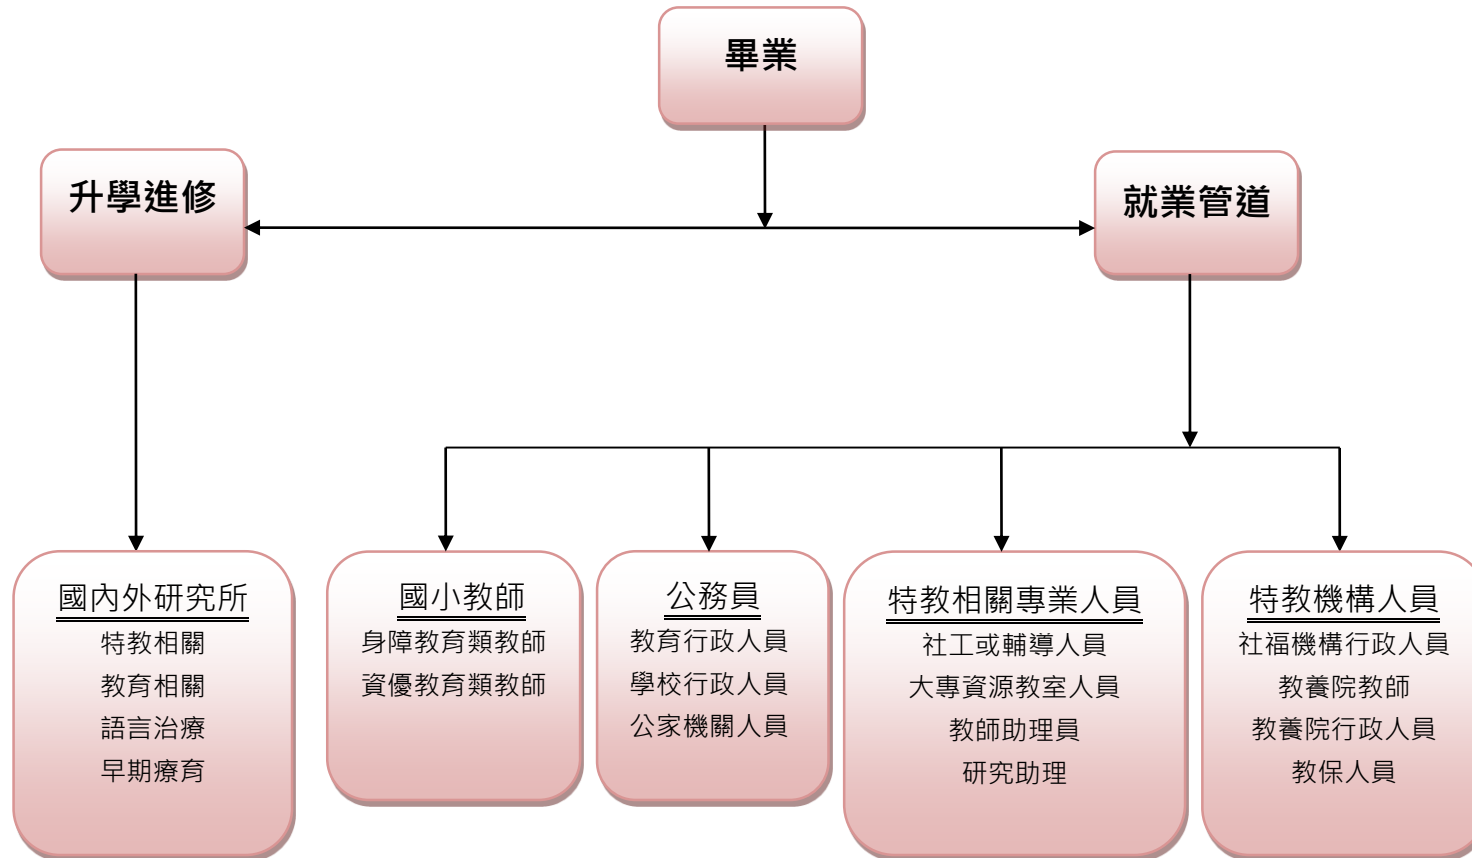 畢業
升學進修
就業管道
國內外研究所
特教相關
教育相關
語言治療
早期療育
國小教師
身障教育類教師
資優教育類教師
公務員
教育行政人員
學校行政人員
公家機關人員
特教相關專業人員
社工或輔導人員
大專資源教室人員
教師助理員
研究助理
特教機構人員
社福機構行政人員
教養院教師
教養院行政人員
教保人員